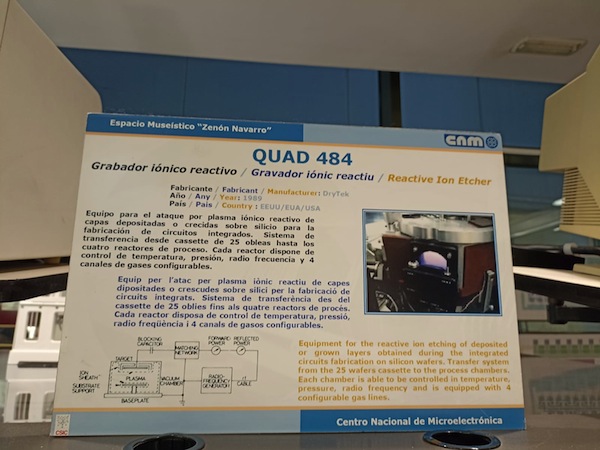 Espacio Museístico "Zenón Navarro"
cnm
QUAD 484
Grabador iónico reactivo / Gravador iònic reactiu / Reactive Ion Etcher
Fabricante / Fabricant / Manufacturer: DryTek
Año / Any / Year: 1989
País / País / Country : EEUU/EUA/USA
Equipo para el ataque por plasma iónico reactivo de
capas depositadas o crecidas sobre silicio para la
fabricación de circuitos integrados. Sistema de
transferencia desde cassette de 25 obleas hasta los
cuatro reactores de proceso. Cada reactor dispone de
control de temperatura, presión, radio frecuencia y 4
canales de gases configurables.
Equip per l'atac per plasma iònic reactiu de capes
dipositades o crescudes sobre silici per la fabricació de
circuits integrats. Sistema de transferència des del
cassette de 25 oblies fins als quatre reactors de procès.
Cada reactor disposa de control de temperatura, pressió,
radio freqüència i 4 canals de gasos configurables.
BLOCKING
CAPACITOR
MATCHING
NETWORK
FORWARD
POWER
REFLECTED
POWER
TARGET
ION
SHEATH
PLASMA
SUBSTRATE
SUPPORT
VACUUM
CHAMBER
RADIO-
FREQUENCY
GENERATOR
CABLE
BASEPLATE
Equipment for the reactive ion etching of deposited
or grown layers obtained during the integrated
circuits fabrication on silicon wafers. Transfer system
from the 25 wafers cassette to the process chambers.
Each chamber is able to be controlled in temperature,
pressure, radio frequency and is equipped with 4
configurable gas lines.
CSIC
Centro Nacional de Microelectrónica